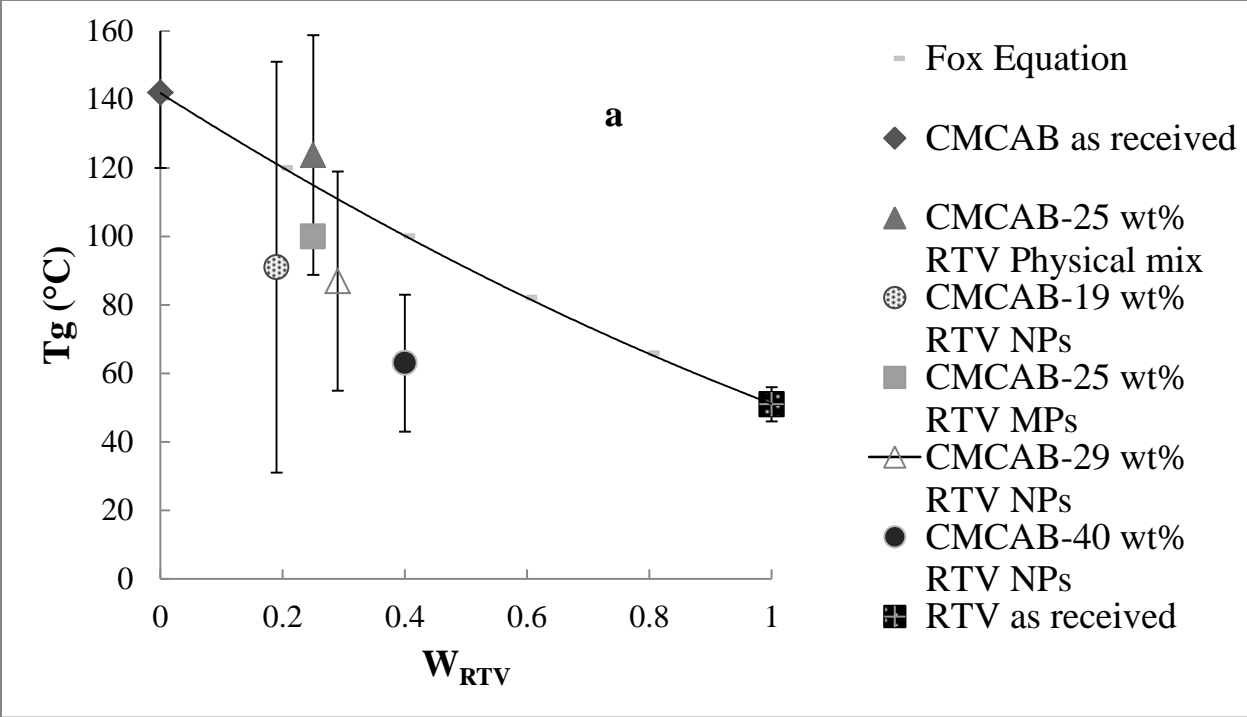 160
140
120
100
80
60
40
20
0
Tg (°C)
0 0.2 0.4 0.6 0.8 1
W_RTV
a
Fox Equation
CMCAB as received
CMCAB-25 wt%
RTV Physical mix
CMCAB-19 wt%
RTV NPs
CMCAB-25 wt%
RTV MPs
CMCAB-29 wt%
RTV NPs
CMCAB-40 wt%
RTV NPs
RTV as received